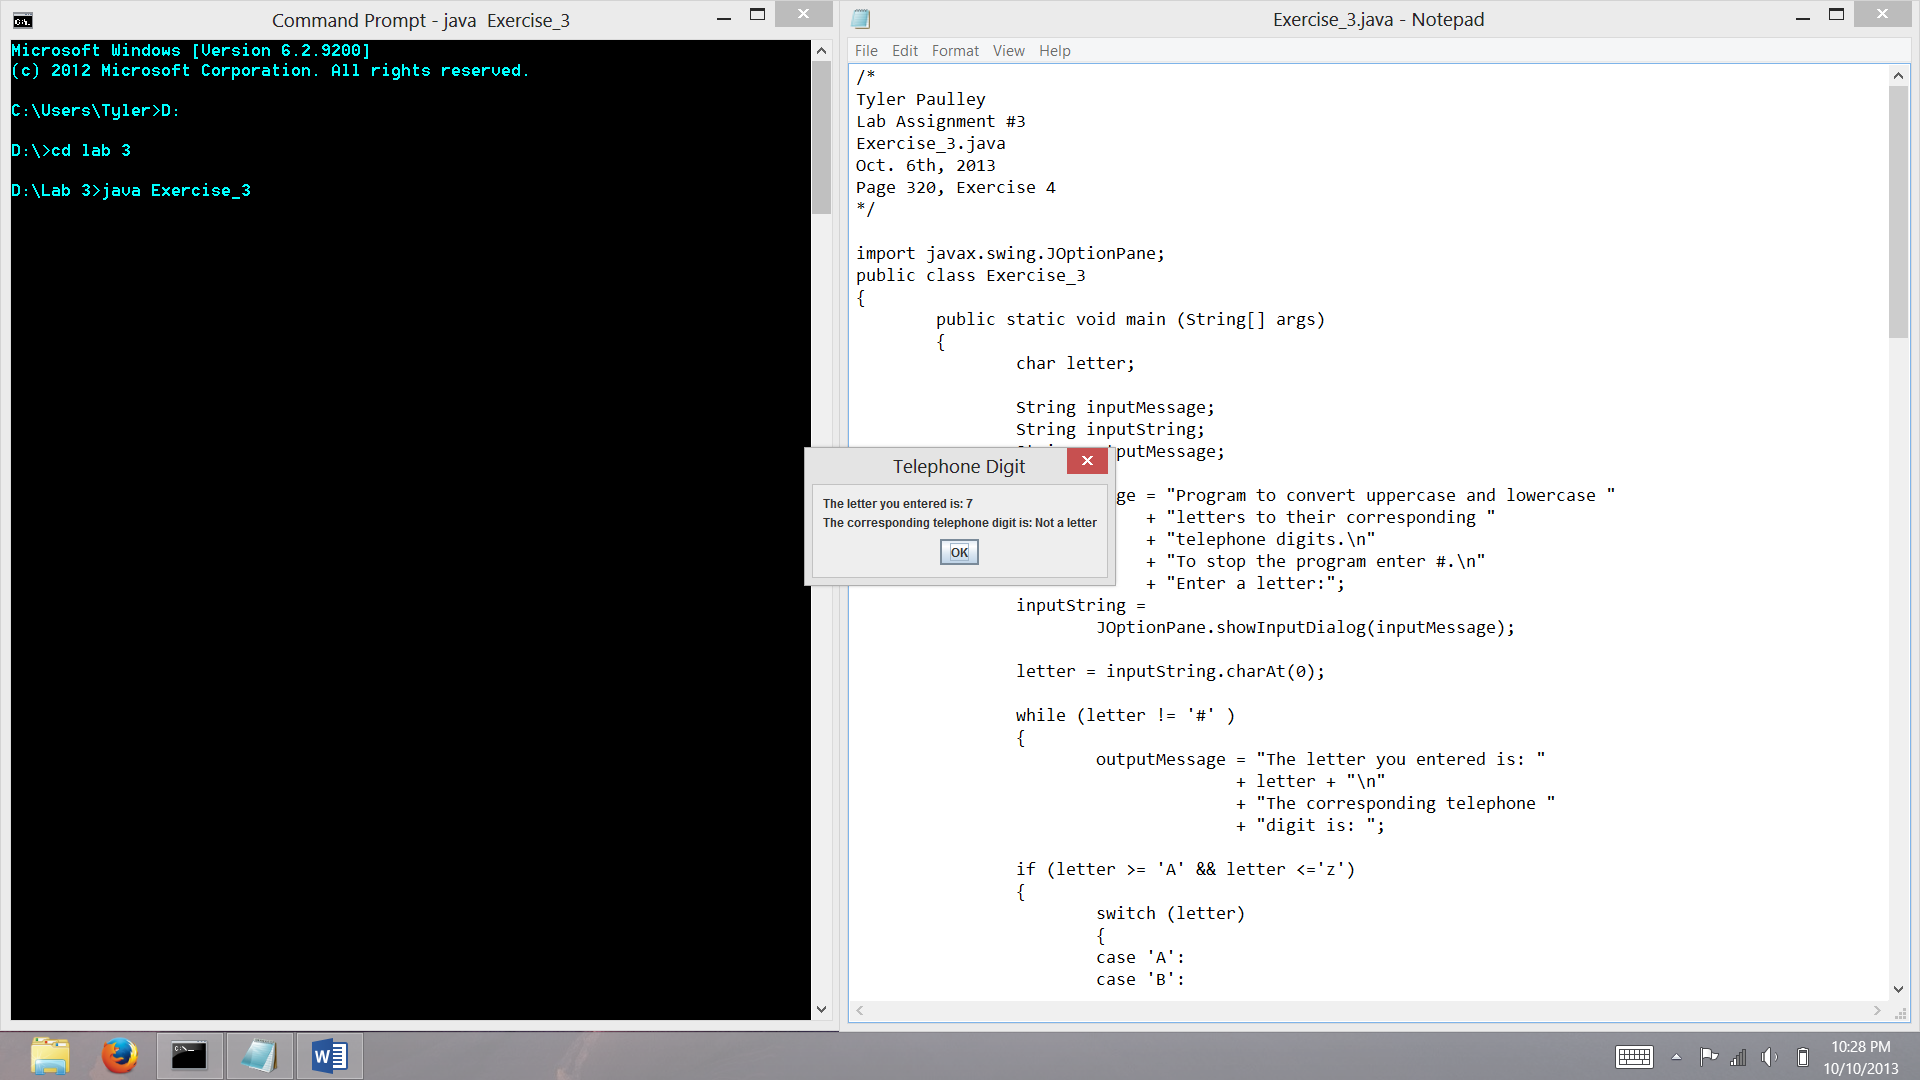 Command Prompt - java  Exercise_3
Microsoft Windows [Version 6.2.9200]
(c) 2012 Microsoft Corporation. All rights reserved.
C:\Users\Tyler>D:
D:\>cd lab 3
D:\Lab 3>java Exercise_3
Exercise_3.java - Notepad
File Edit Format View Help
/*
Tyler Paulley
Lab Assignment #3
Exercise_3.java
Oct. 6th, 2013
Page 320, Exercise 4
*/
import javax.swing.JOptionPane;
public class Exercise_3
{
public static void main (String[] args)
{
char letter;
String inputMessage;
String inputString;
putMessage;
ge = "Program to convert uppercase and lowercase "
+ "letters to their corresponding "
+ "telephone digits.\n"
+ "To stop the program enter #.\n"
+ "Enter a letter:";
inputString =
JOptionPane.showInputDialog(inputMessage);
letter = inputString.charAt(0);
while (letter != '#' )
{
outputMessage = "The letter you entered is: "
+ letter + "\n"
+ "The corresponding telephone "
+ "digit is: ";
if (letter >= 'A' && letter <='z')
{
switch (letter)
{
case 'A':
case 'B':
Telephone Digit
The letter you entered is: 7
The corresponding telephone digit is: Not a letter
OK
10:28 PM
10/10/2013